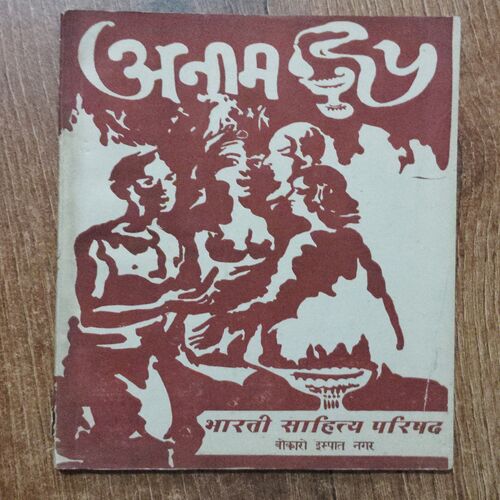 अनाम
भारती साहित्य परिषद
बोकारो इस्पात नगर